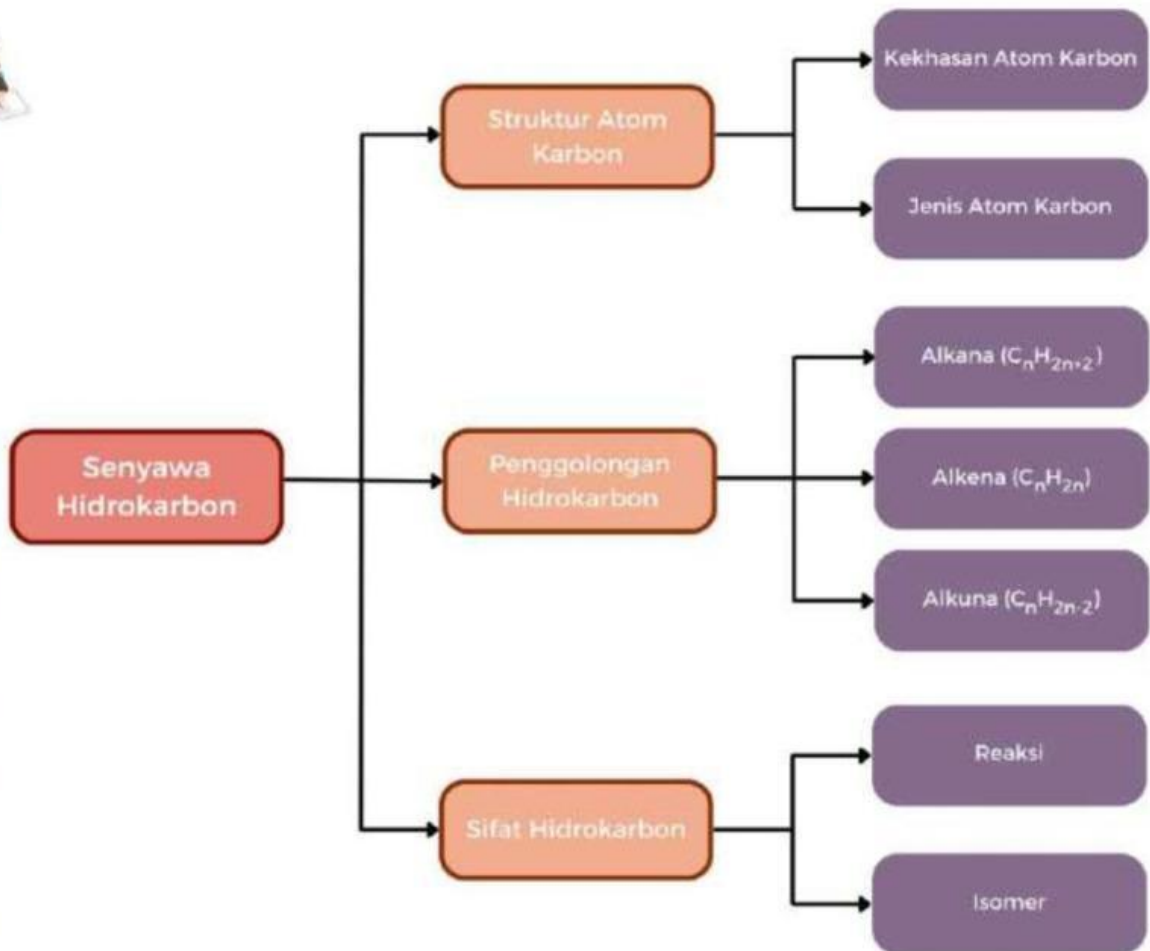 Kekhasan Atom Karbon
Struktur Atom
Karbon
Jenis Atom Karbon
Alkana (CₙH₂ₙ₊₂)
Senyawa
Hidrokarbon
Penggolongan
Hidrokarbon
Alkena (CₙH₂ₙ)
Alkuna (CₙH₂ₙ₋₂)
Reaksi
Sifat Hidrokarbon
Isomer